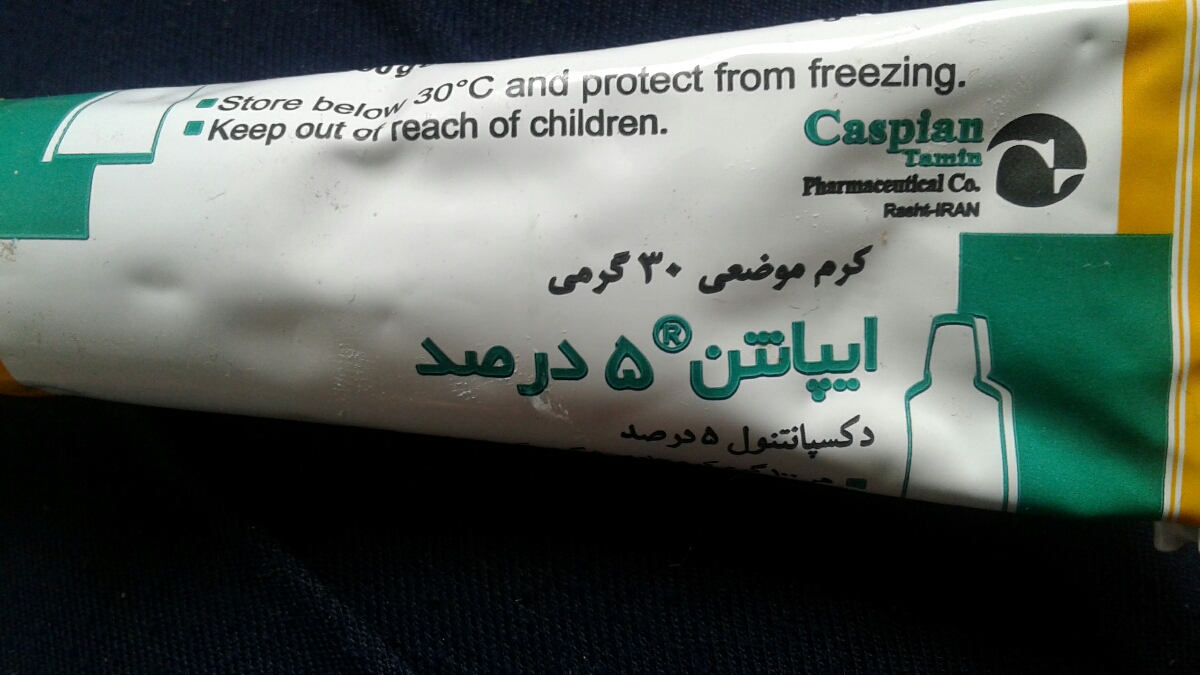 Store below 30°C and protect from freezing.
Keep out of reach of children.
Caspian
Tamin
Pharmaceutical Co.
Rasht-IRAN
کرم موضعی ۳۰ گرمی
ایپانتن® ۵ درصد
دکسپانتنول ۵ درصد